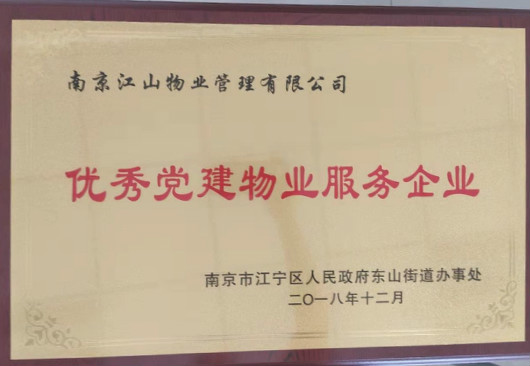 南京江山物业管理有限公司
优秀党建物业服务企业
南京市江宁区人民政府东山街道办事处
二〇一八年十二月